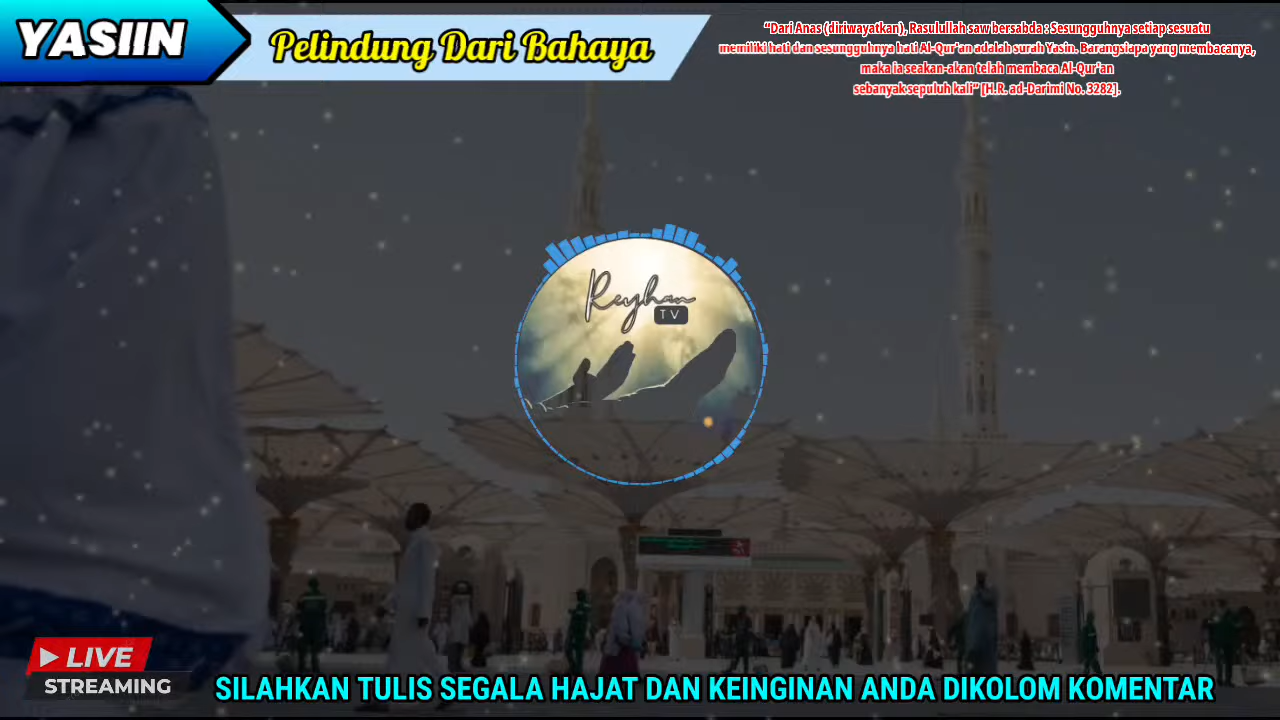 YASIIN
Pelindung Dari Bahaya
“Dari Anas (diriwayatkan), Rasulullah saw bersabda : Sesungguhnya setiap sesuatu
memiliki hati dan sesungguhnya hati Al-Qur'an adalah surah Yasin. Barangsiapa yang membacanya,
maka ia seakan-akan telah membaca Al-Qur'an
sebanyak sepuluh kali” [H.R. ad-Darimi No. 3282].
Reyhan
TV
LIVE
STREAMING
SILAHKAN TULIS SEGALA HAJAT DAN KEINGINAN ANDA DIKOLOM KOMENTAR